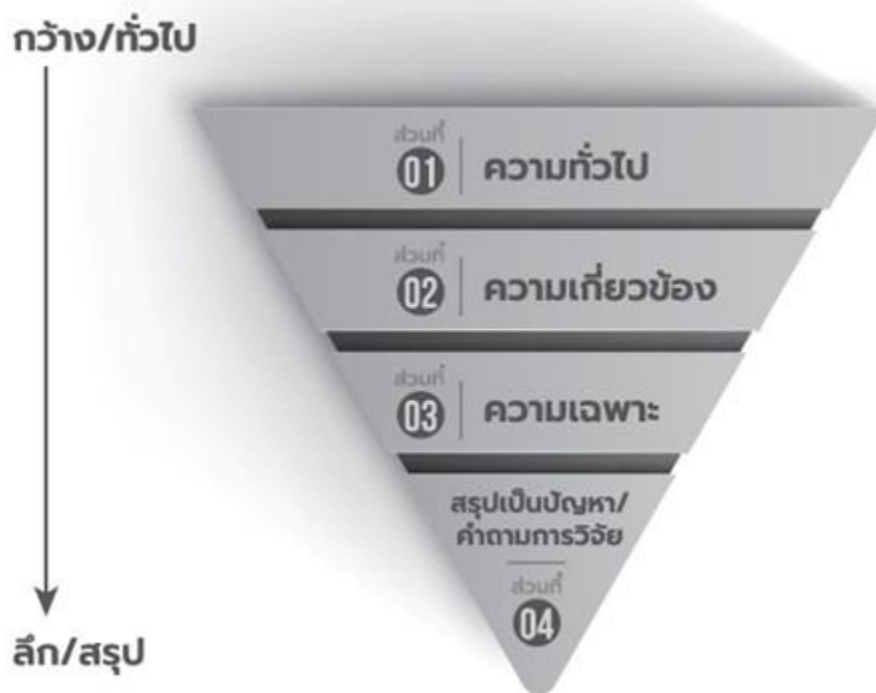 กว้าง/ทั่วไป
ส่วนที่
01 ความทั่วไป
ส่วนที่
02 ความเกี่ยวข้อง
ส่วนที่
03 ความเฉพาะ
สรุปเป็นปัญหา/
คำถามการวิจัย
ส่วนที่
04
ลึก/สรุป